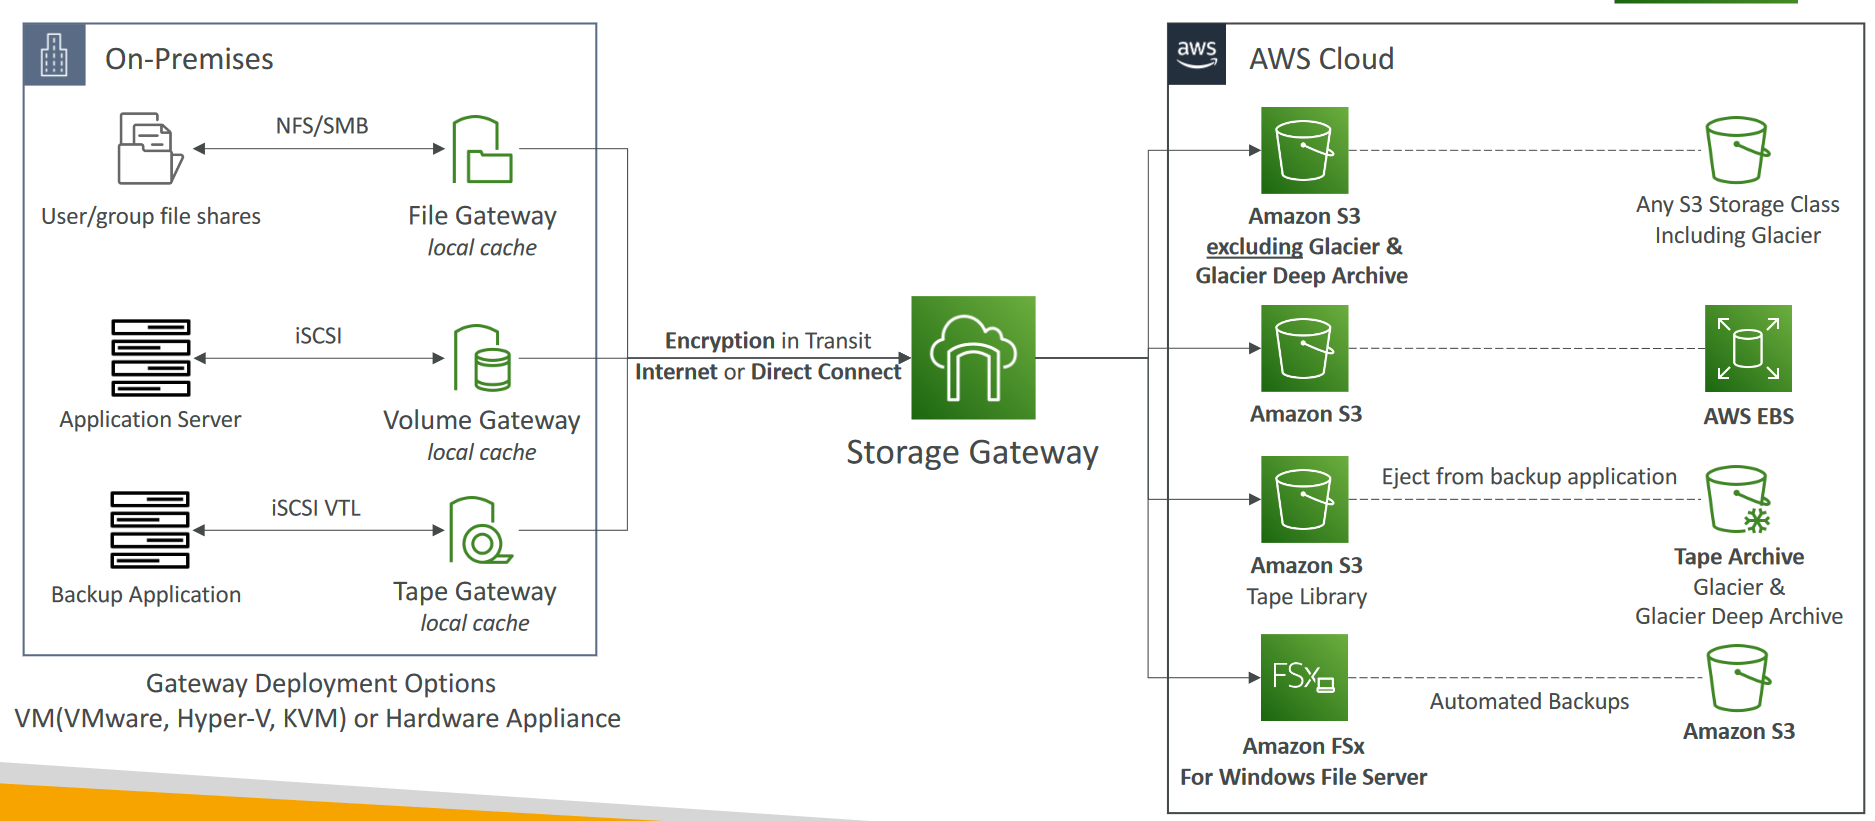 On-Premises
NFS/SMB
User/group file shares
File Gateway
local cache
iSCSI
Application Server
Volume Gateway
local cache
iSCSI VTL
Backup Application
Tape Gateway
local cache
Gateway Deployment Options
VM(VMware, Hyper-V, KVM) or Hardware Appliance
Encryption in Transit
Internet or Direct Connect
Storage Gateway
aws
AWS Cloud
Amazon S3
excluding Glacier &
Glacier Deep Archive
Any S3 Storage Class
Including Glacier
Amazon S3
AWS EBS
Amazon S3
Tape Library
Eject from backup application
Tape Archive
Glacier &
Glacier Deep Archive
FSx
Amazon FSx
For Windows File Server
Automated Backups
Amazon S3